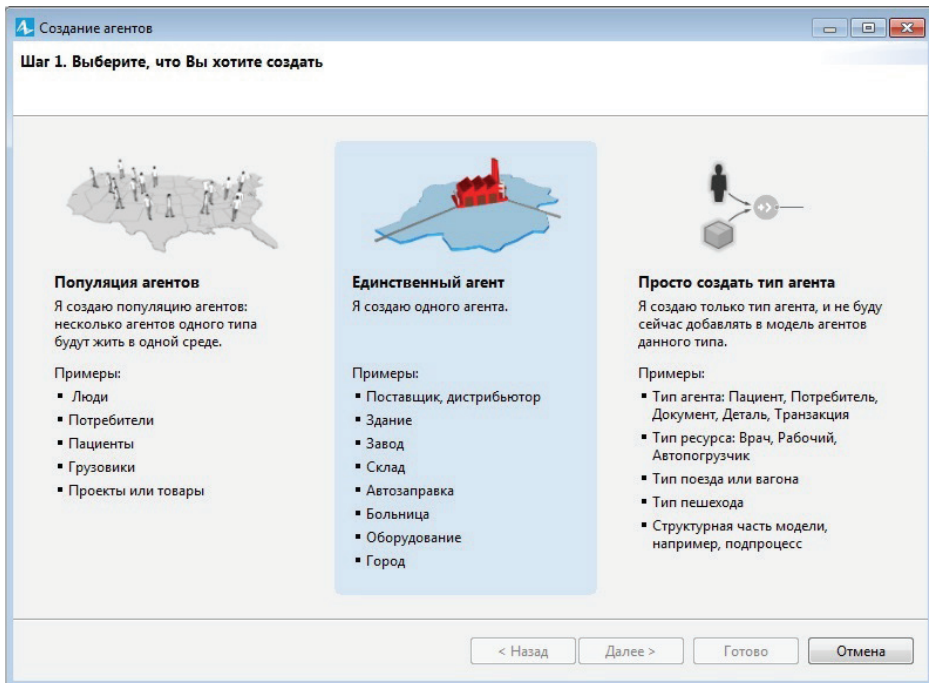 Создание агентов
Шаг 1. Выберите, что Вы хотите создать
Популяция агентов
Я создаю популяцию агентов:
несколько агентов одного типа
будут жить в одной среде.
Примеры:
▪ Люди
▪ Потребители
▪ Пациенты
▪ Грузовики
▪ Проекты или товары
Единственный агент
Я создаю одного агента.
Примеры:
▪ Поставщик, дистрибьютор
▪ Здание
▪ Завод
▪ Склад
▪ Автозаправка
▪ Больница
▪ Оборудование
▪ Город
Просто создать тип агента
Я создаю только тип агента, и не буду
сейчас добавлять в модель агентов
данного типа.
Примеры:
▪ Тип агента: Пациент, Потребитель,
Документ, Деталь, Транзакция
▪ Тип ресурса: Врач, Рабочий,
Автопогрузчик
▪ Тип поезда или вагона
▪ Тип пешехода
▪ Структурная часть модели,
например, подпроцесс
< Назад
Далее >
Готово
Отмена